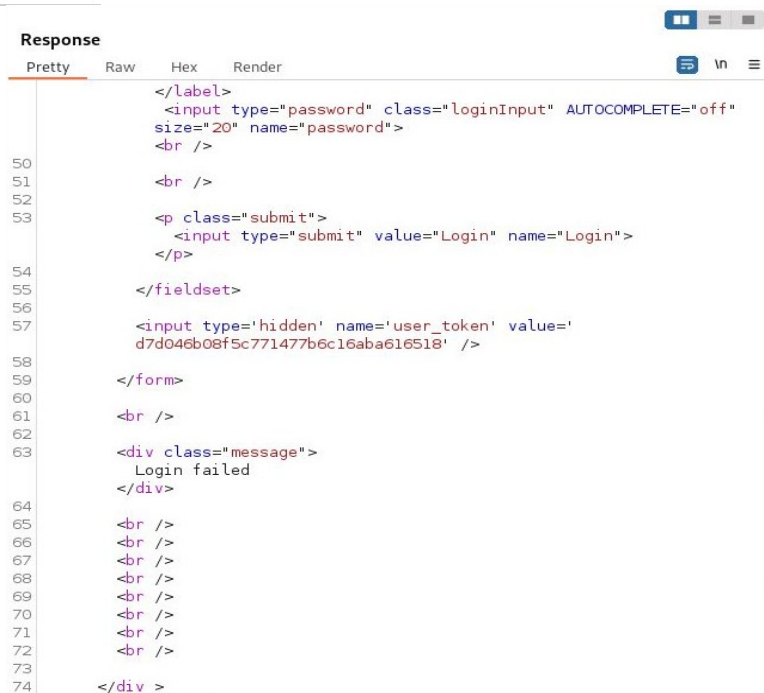 Response
Pretty Raw Hex Render \n
</label>
<input type="password" class="loginInput" AUTOCOMPLETE="off"
size="20" name="password">
<br />
50
51 <br />
52
53 <p class="submit">
<input type="submit" value="Login" name="Login">
</p>
54
55 </fieldset>
56
57 <input type='hidden' name='user_token' value='
d7d046b08f5c771477b6c16aba616518' />
58
59 </form>
60
61 <br />
62
63 <div class="message">
Login failed
</div>
64
65 <br />
66 <br />
67 <br />
68 <br />
69 <br />
70 <br />
71 <br />
72 <br />
73
74 </div >